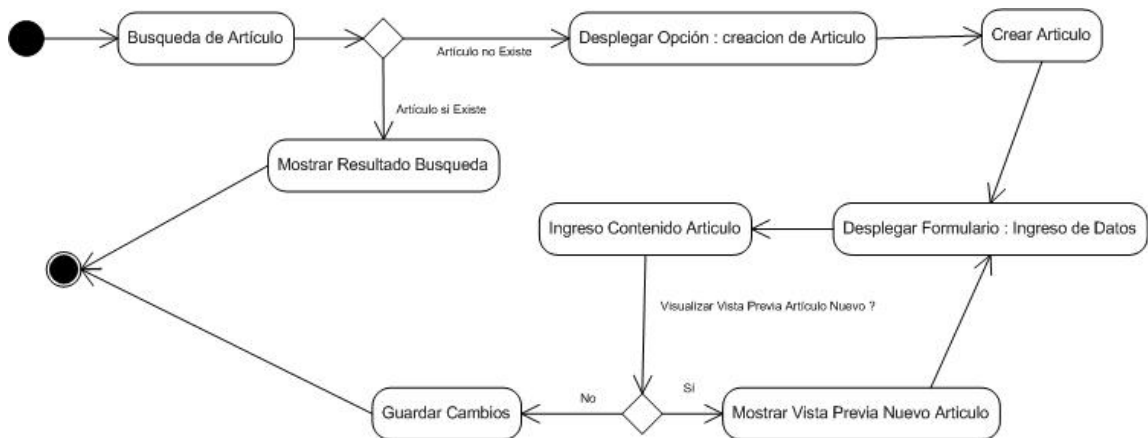 Busqueda de Artículo
Artículo no Existe
Desplegar Opción : creacion de Articulo
Crear Articulo
Artículo si Existe
Mostrar Resultado Busqueda
Ingreso Contenido Articulo
Desplegar Formulario : Ingreso de Datos
Visualizar Vista Previa Artículo Nuevo ?
Guardar Cambios
No
Sí
Mostrar Vista Previa Nuevo Articulo